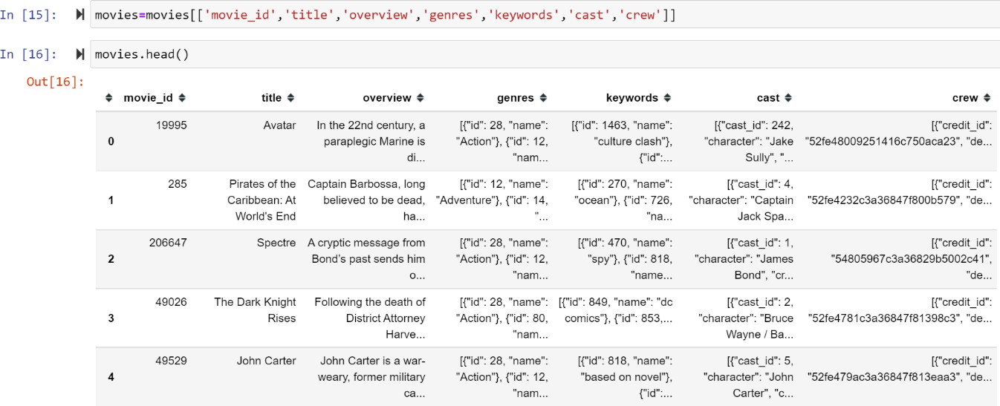 In [15]: movies=movies[['movie_id','title','overview','genres','keywords','cast','crew']]
In [16]: movies.head()
Out[16]:
movie_id title overview genres keywords cast crew
0 19995 Avatar In the 22nd century, a paraplegic Marine is di... [{"id": 28, "name": "Action"}, {"id": 12, "nam... [{"id": 1463, "name": "culture clash"}, {"id":... [{"cast_id": 242, "character": "Jake Sully", "... [{"credit_id": "52fe48009251416c750aca23", "de...
1 285 Pirates of the Caribbean: At World's End Captain Barbossa, long believed to be dead, ha... [{"id": 12, "name": "Adventure"}, {"id": 14, "... [{"id": 270, "name": "ocean"}, {"id": 726, "na... [{"cast_id": 4, "character": "Captain Jack Spa... [{"credit_id": "52fe4232c3a36847f800b579", "de...
2 206647 Spectre A cryptic message from Bond’s past sends him o... [{"id": 28, "name": "Action"}, {"id": 12, "nam... [{"id": 470, "name": "spy"}, {"id": 818, "name... [{"cast_id": 1, "character": "James Bond", "cr... [{"credit_id": "54805967c3a36829b5002c41", "de...
3 49026 The Dark Knight Rises Following the death of District Attorney Harve... [{"id": 28, "name": "Action"}, {"id": 80, "nam... [{"id": 849, "name": "dc comics"}, {"id": 853,... [{"cast_id": 2, "character": "Bruce Wayne / Ba... [{"credit_id": "52fe4781c3a36847f81398c3", "de...
4 49529 John Carter John Carter is a war-weary, former military ca... [{"id": 28, "name": "Action"}, {"id": 12, "nam... [{"id": 818, "name": "based on novel"}, {"id":... [{"cast_id": 5, "character": "John Carter", "c... [{"credit_id": "52fe479ac3a36847f813eaa3", "de...